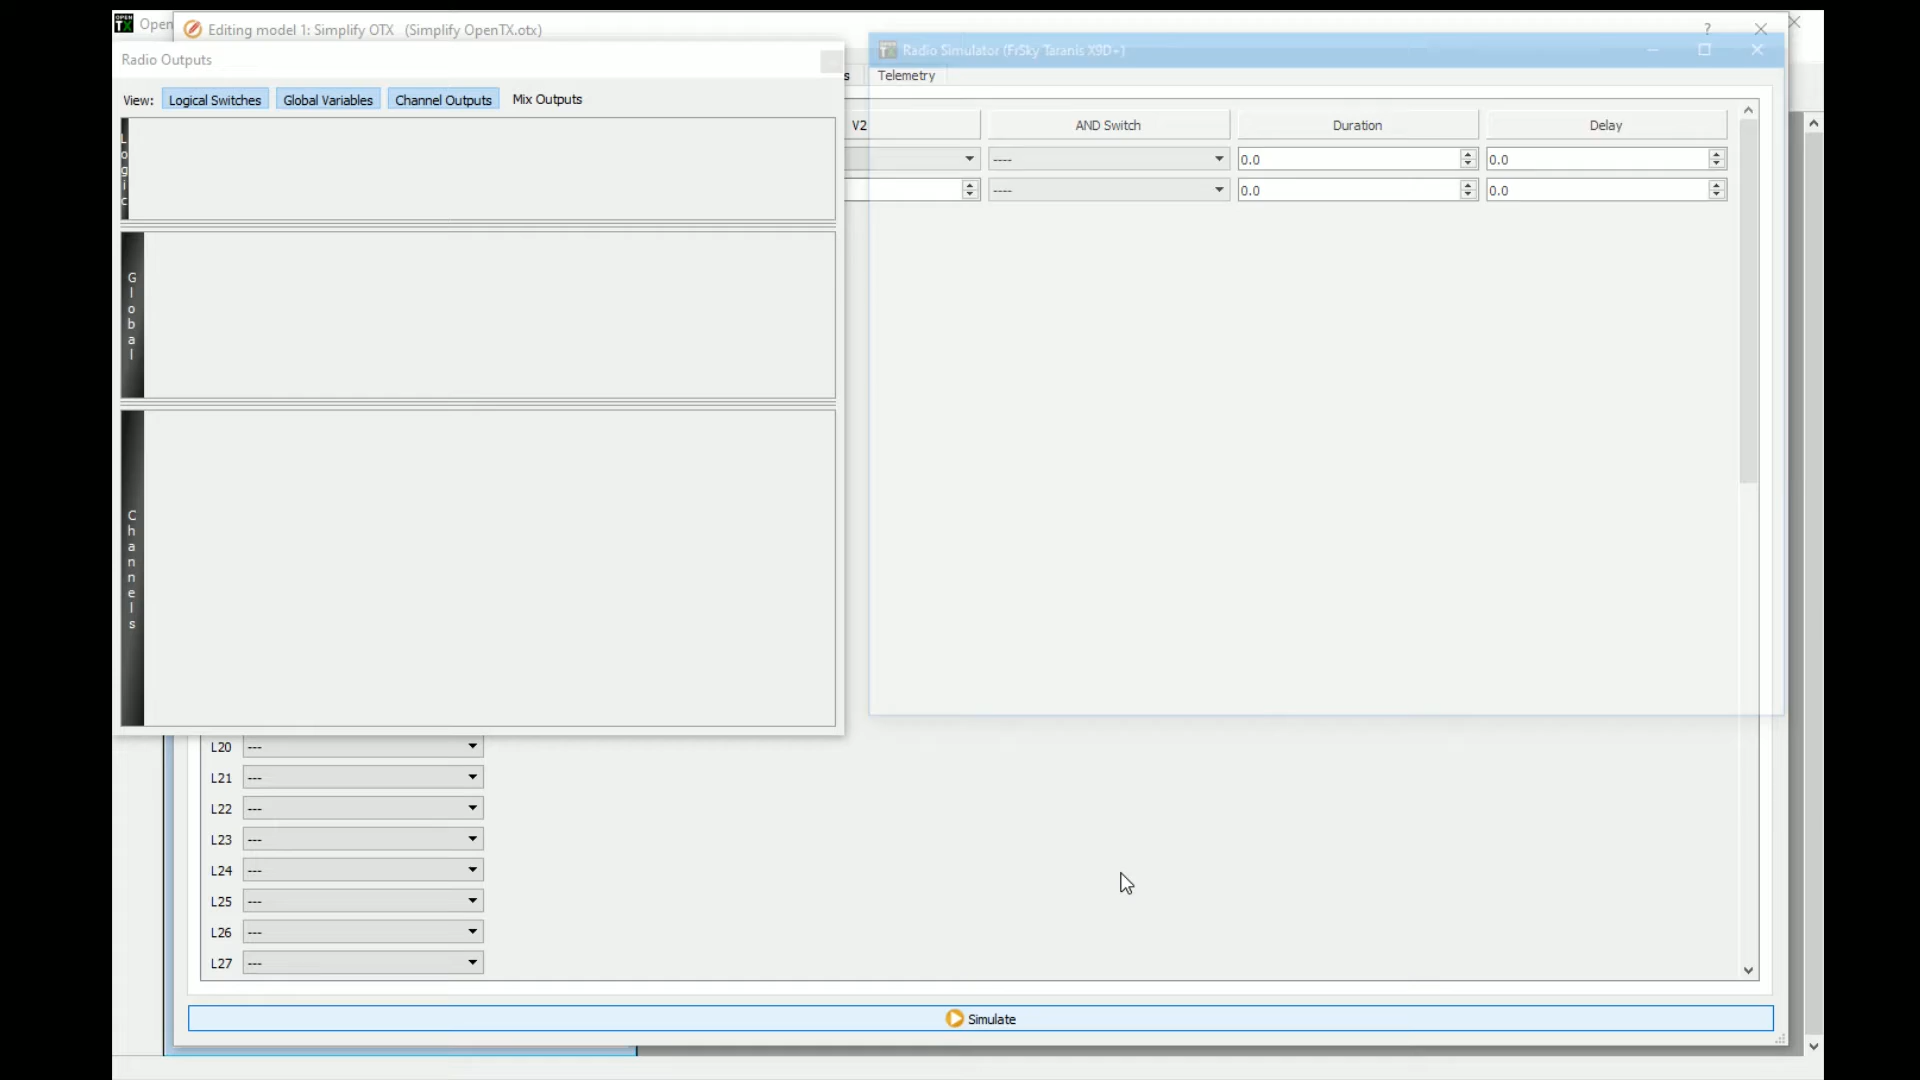 OPEN TX Open
Editing model 1: Simplify OTX (Simplify OpenTX.otx)
?
Radio Outputs
Radio Simulator (FrSky Taranis X9D+)
s Telemetry
View: Logical Switches Global Variables Channel Outputs Mix Outputs
V2 AND Switch Duration Delay
---- 0.0 0.0
---- 0.0 0.0
Logic
Global
Channels
L20 ---
L21 ---
L22 ---
L23 ---
L24 ---
L25 ---
L26 ---
L27 ---
Simulate